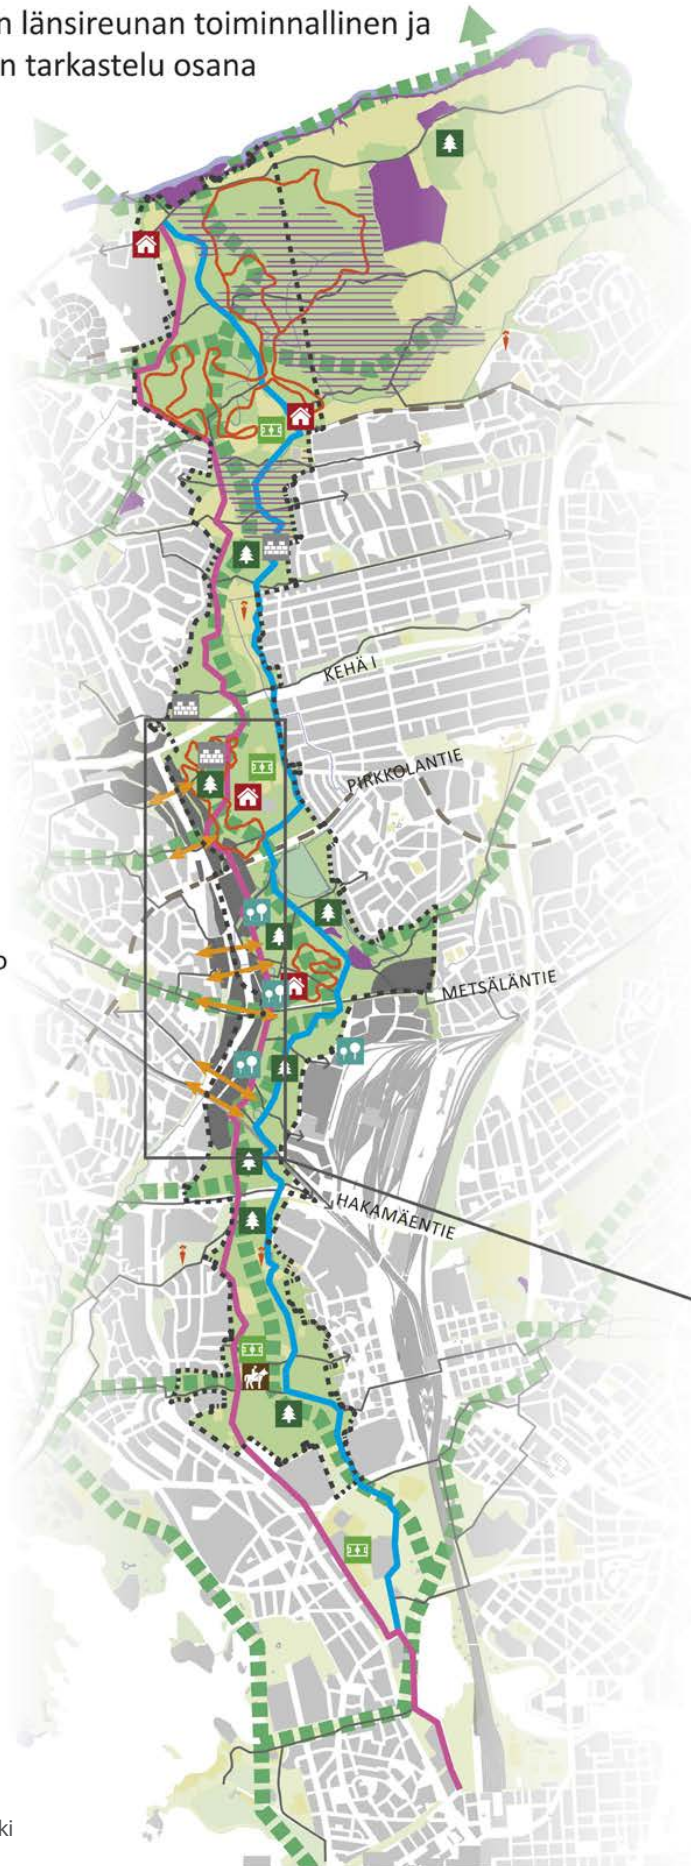 n länsireunan toiminnallinen ja
n tarkastelu osana
KEHÄ I
PIRKKOLANTIE
o
METSÄLÄNTIE
HAKAMÄENTIE
ki